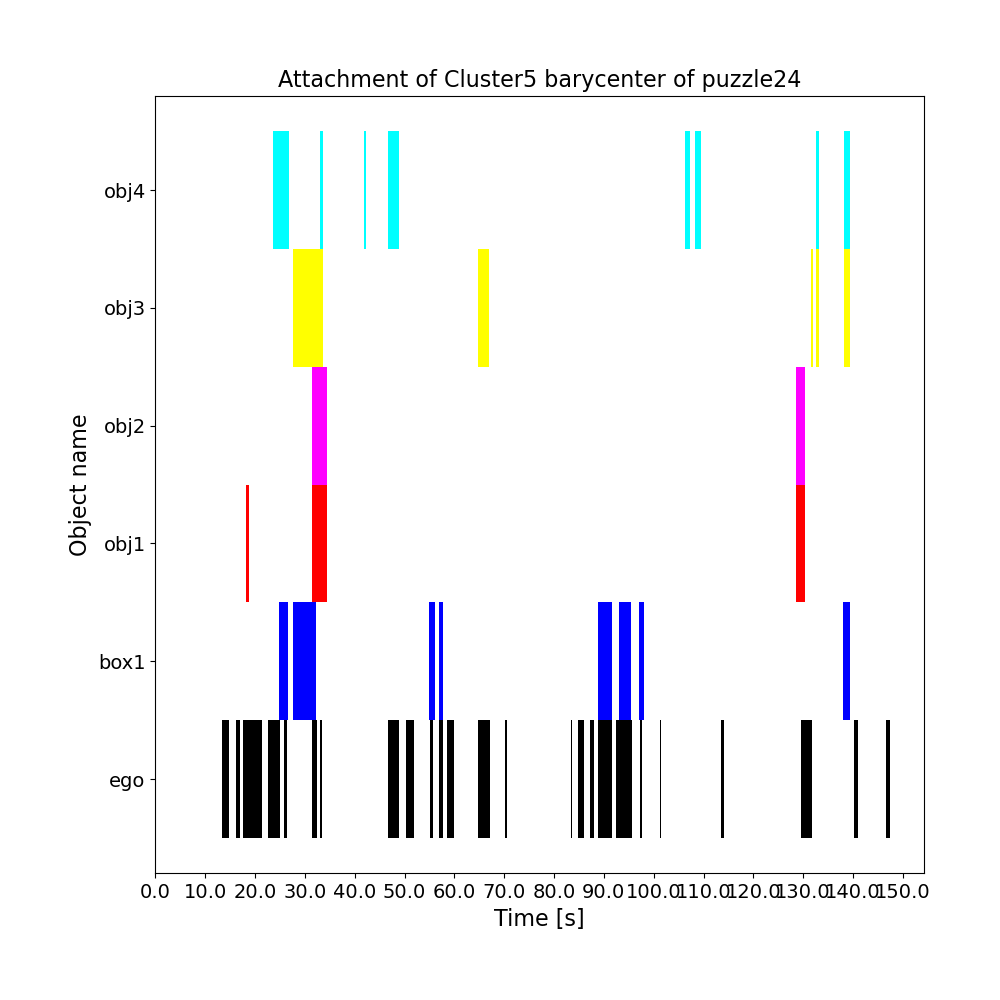 Attachment of Cluster5 barycenter of puzzle24
obj4
obj3
obj2
obj1
box1
ego
Object name
0.0 10.0 20.0 30.0 40.0 50.0 60.0 70.0 80.0 90.0 100.0 110.0 120.0 130.0 140.0 150.0
Time [s]